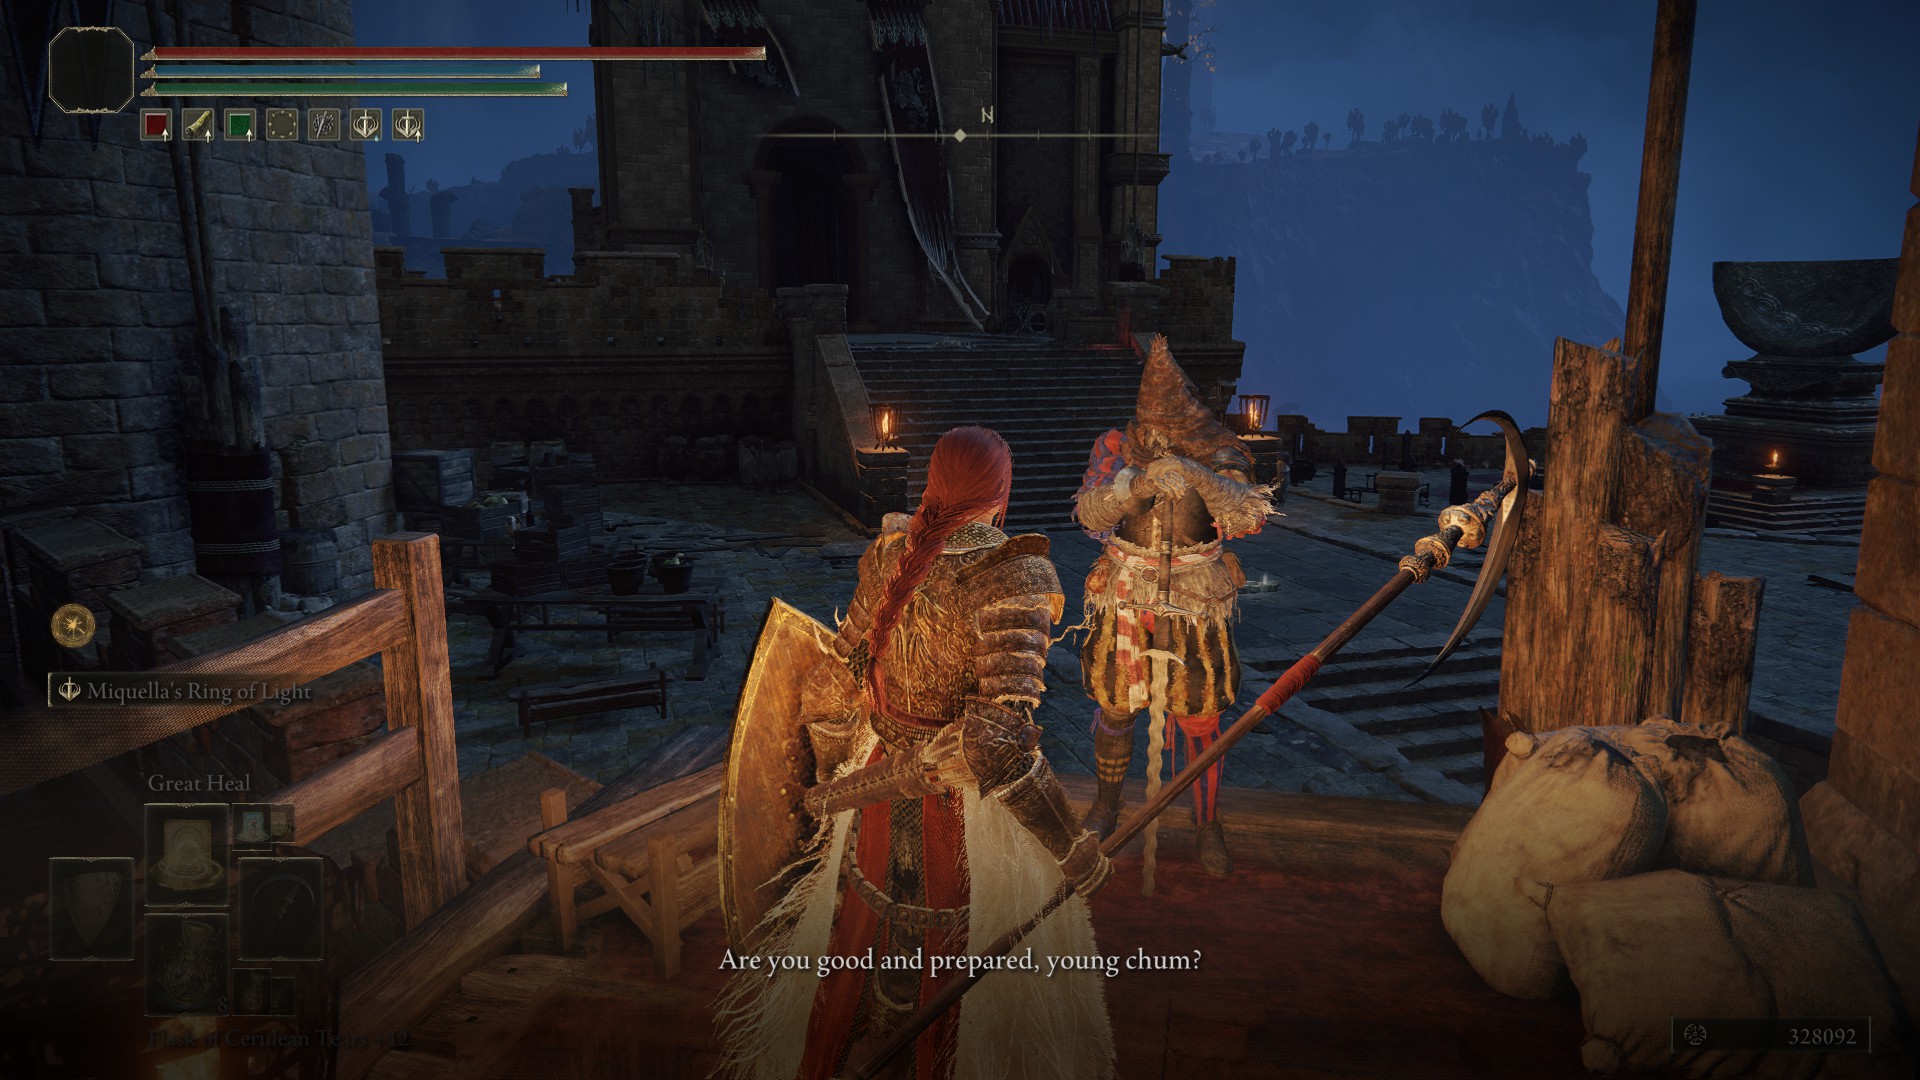 N
Miquella's Ring of Light
Great Heal
8
Flask of Cerulean Tears +12
Are you good and prepared, young chum?
328092